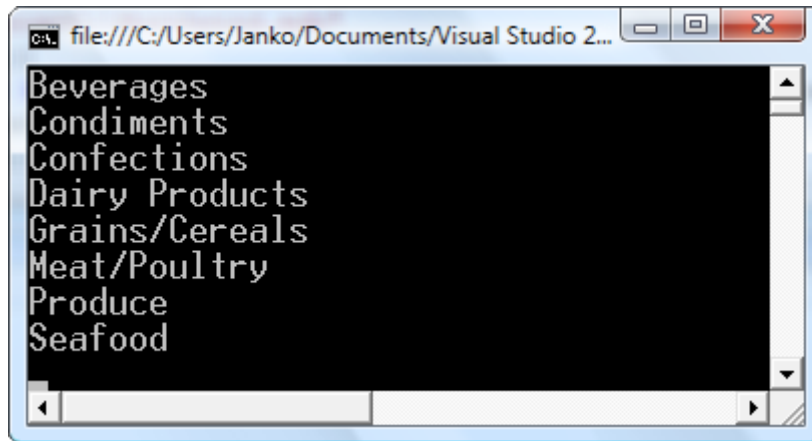 file:///C:/Users/Janko/Documents/Visual Studio 2...
Beverages
Condiments
Confections
Dairy Products
Grains/Cereals
Meat/Poultry
Produce
Seafood